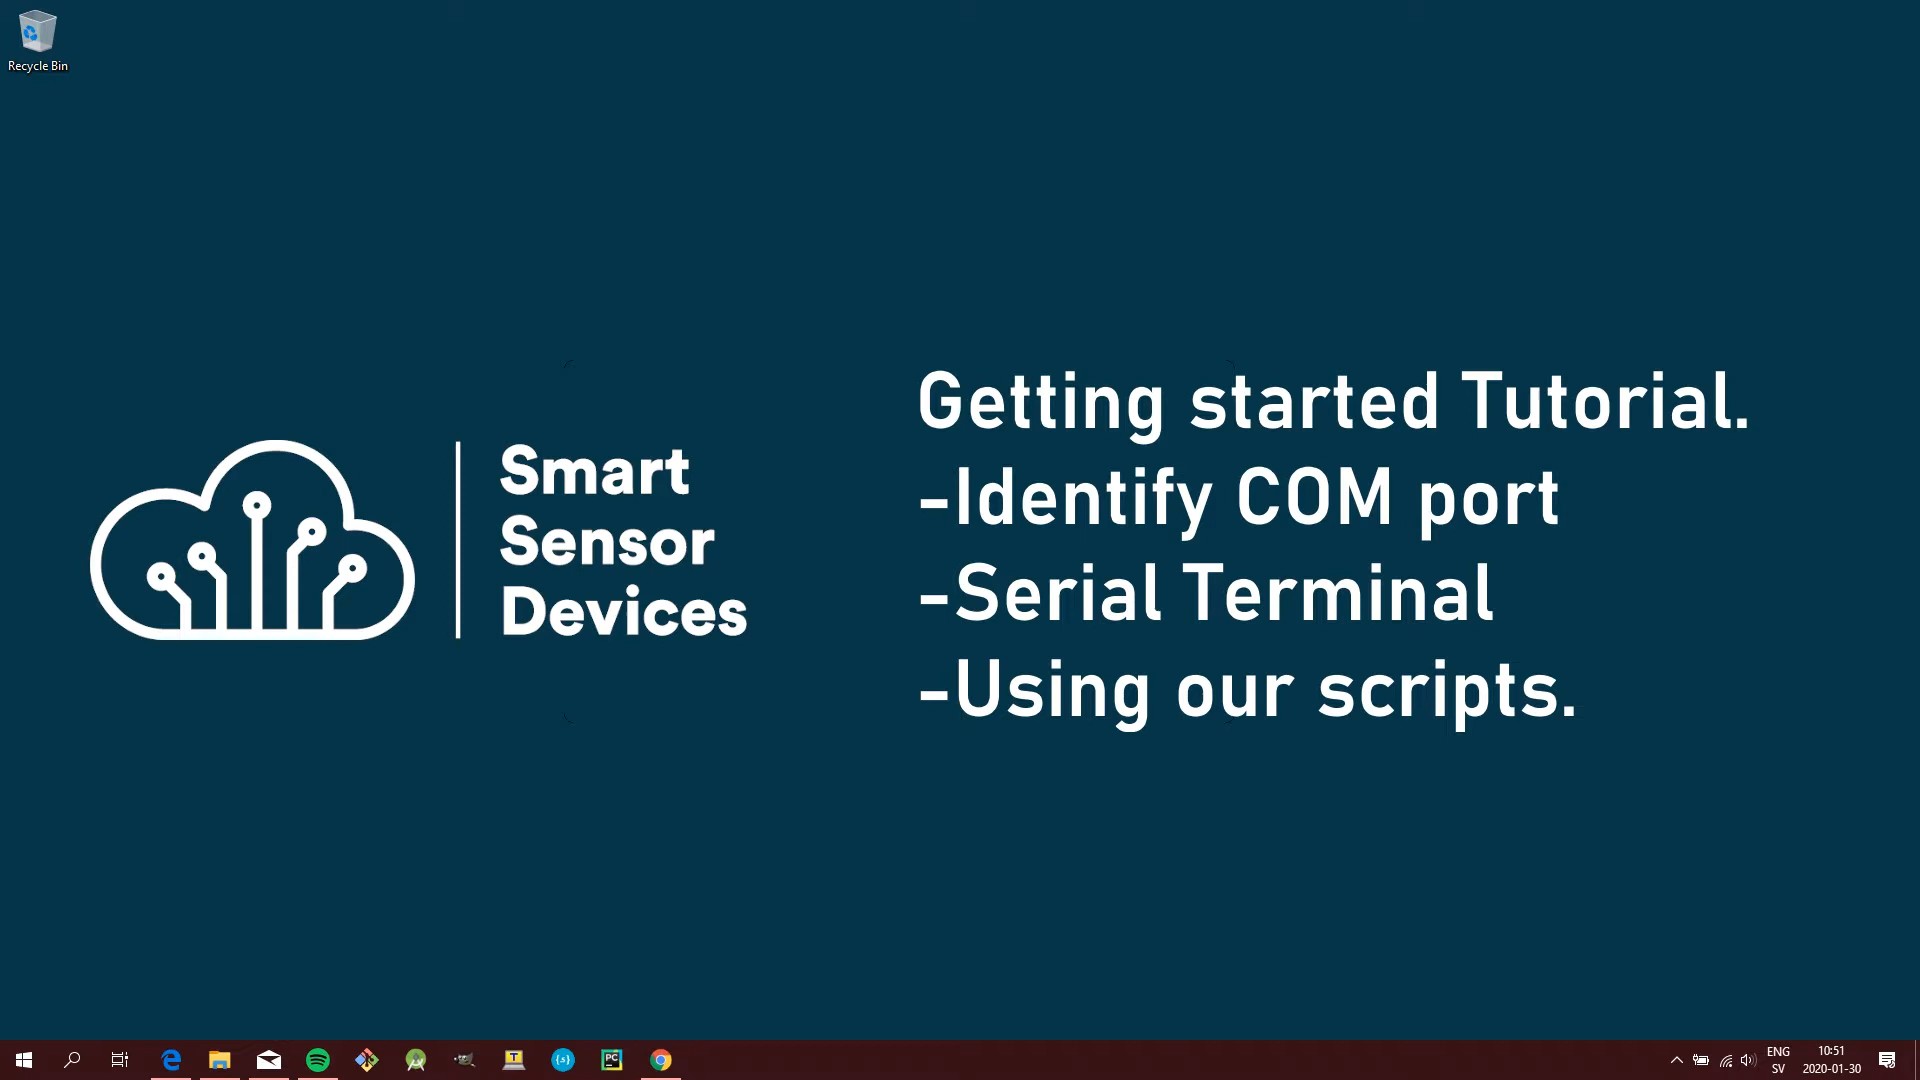 Recycle Bin
Smart
Sensor
Devices
Getting started Tutorial.
-Identify COM port
-Serial Terminal
-Using our scripts.
T
{s}
PC
ENG
SV
10:51
2020-01-30